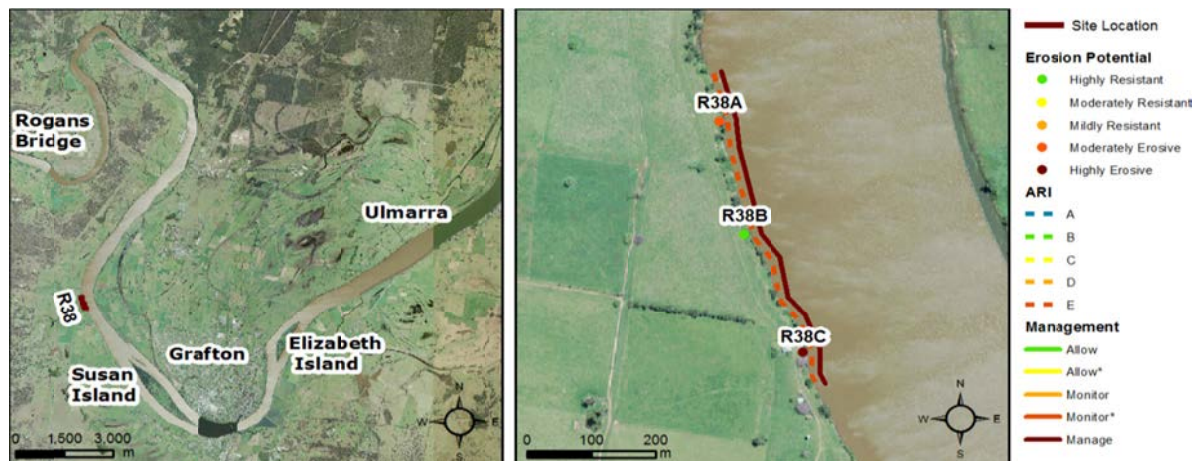 Rogans
Bridge
Ulmarra
R38
Grafton
Elizabeth
Island
Susan
Island
N
W
E
S
0 1,500 3,000
m
R38A
R38B
R38C
N
W
E
S
0 100 200
m
Site Location
Erosion Potential
Highly Resistant
Moderately Resistant
Mildly Resistant
Moderately Erosive
Highly Erosive
ARI
A
B
C
D
E
Management
Allow
Allow*
Monitor
Monitor*
Manage